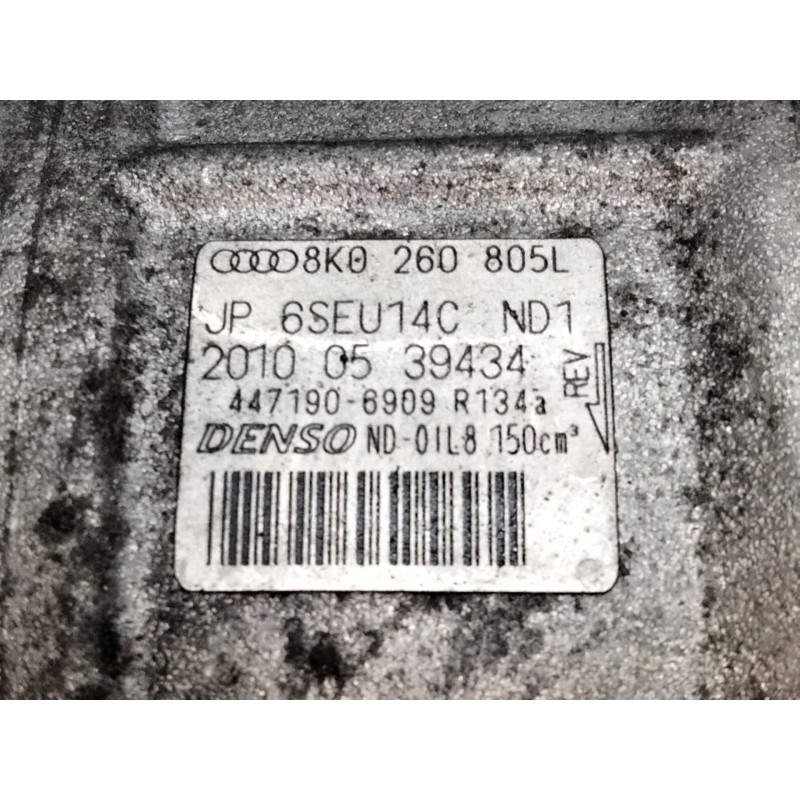 8K0 260 805L
JP 6SEU14C ND1
2010 05 39434
447190-6909 R134a
REV
DENSO ND-OIL8 150cm³